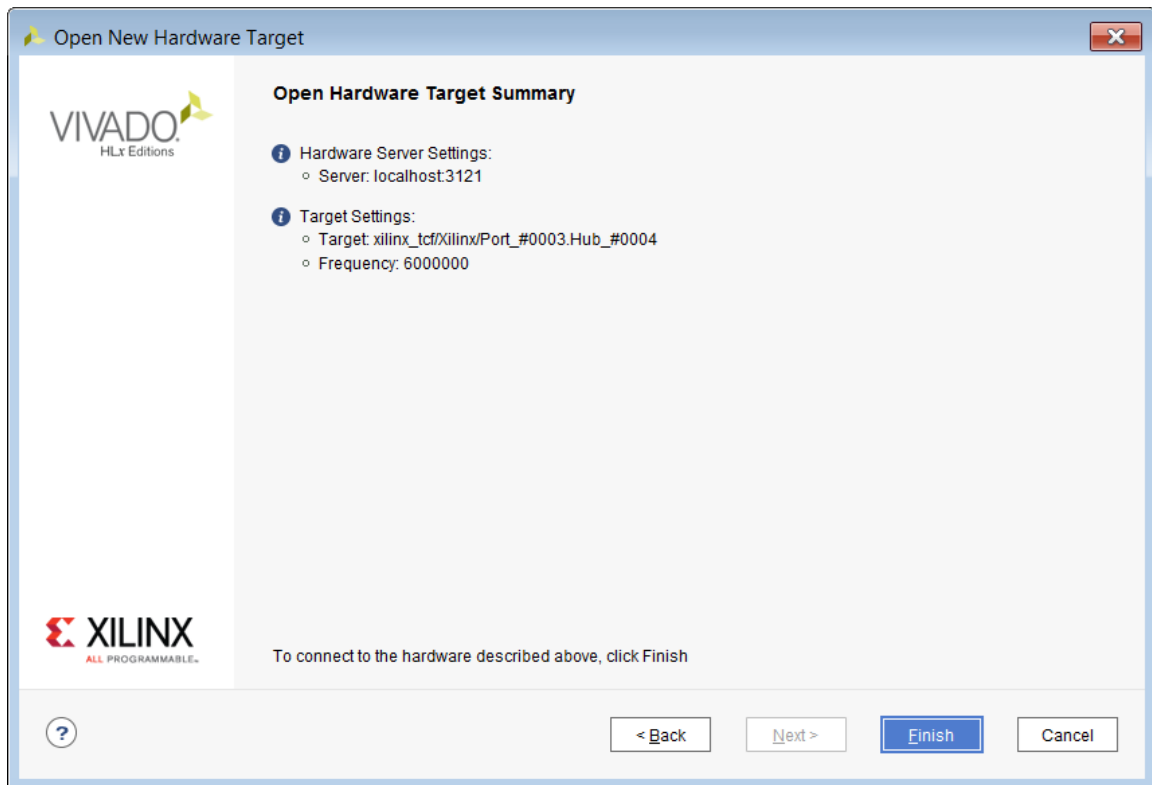 Open New Hardware Target
VIVADO.
HLx Editions
Open Hardware Target Summary
Hardware Server Settings:
Server: localhost:3121
Target Settings:
Target: xilinx_tcf/Xilinx/Port_#0003.Hub_#0004
Frequency: 6000000
XILINX
ALL PROGRAMMABLE™
To connect to the hardware described above, click Finish
?
< Back
Next >
Finish
Cancel